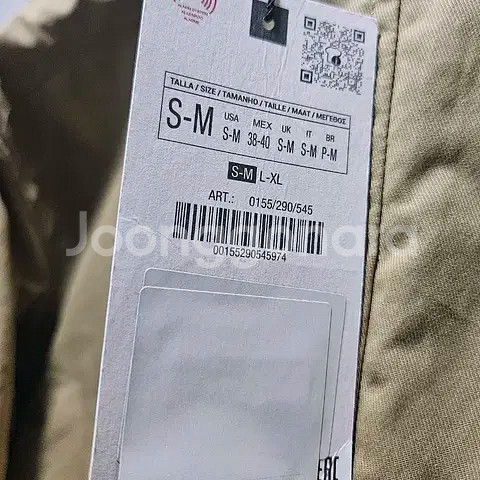 TALLA / SIZE / TAMANHO / TAILLE / MAAT / ΜΕΓΕΘΟΣ
S-M
USA MEX UK IT BR
S-M 38-40 S-M S-M P-M
S-M L-XL
ART.: 0155/290/545
00155290545974
Joonggonara